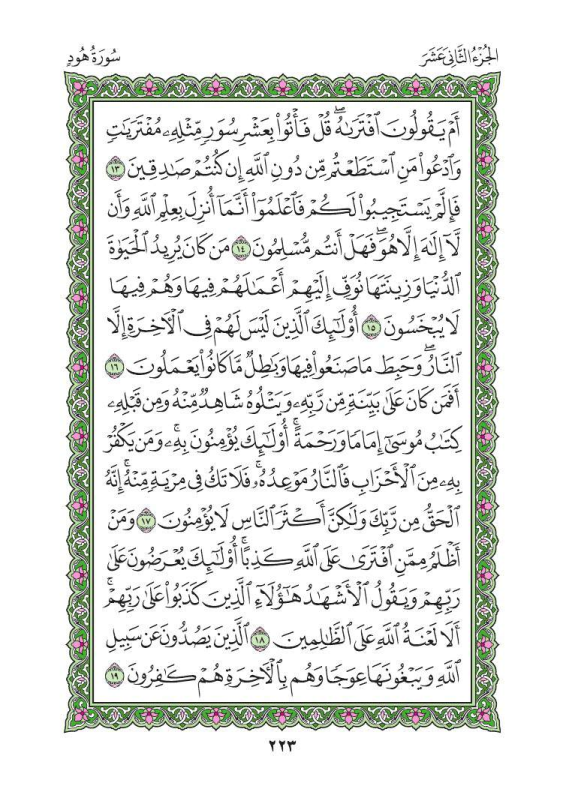 الجُزْءُ الثَّانِي عَشَرَ
سُورَةُ هُودٍ
أَمْ يَقُولُونَ ٱفْتَرَىٰهُۖ قُلْ فَأْتُواْ بِعَشْرِ سُوَرٖ مِّثْلِهِۦ مُفْتَرَيَٰتٖ
وَٱدْعُواْ مَنِ ٱسْتَطَعْتُم مِّن دُونِ ٱللَّهِ إِن كُنتُمْ صَٰدِقِينَ ١٣
فَإِلَّمْ يَسْتَجِيبُواْ لَكُمْ فَٱعْلَمُوٓاْ أَنَّمَآ أُنزِلَ بِعِلْمِ ٱللَّهِ وَأَن
لَّآ إِلَٰهَ إِلَّا هُوَۖ فَهَلْ أَنتُم مُّسْلِمُونَ ١٤ مَن كَانَ يُرِيدُ ٱلْحَيَوٰةَ
ٱلدُّنْيَا وَزِينَتَهَا نُوَفِّ إِلَيْهِمْ أَعْمَٰلَهُمْ فِيهَا وَهُمْ فِيهَا
لَا يُبْخَسُونَ ١٥ أُوْلَٰٓئِكَ ٱلَّذِينَ لَيْسَ لَهُمْ فِي ٱلْأٓخِرَةِ إِلَّا
ٱلنَّارُۖ وَحَبِطَ مَا صَنَعُواْ فِيهَا وَبَٰطِلٞ مَّا كَانُواْ يَعْمَلُونَ ١٦
أَفَمَن كَانَ عَلَىٰ بَيِّنَةٖ مِّن رَّبِّهِۦ وَيَتْلُوهُ شَاهِدٞ مِّنْهُ وَمِن قَبْلِهِۦ
كِتَٰبُ مُوسَىٰٓ إِمَامٗا وَرَحْمَةًۚ أُوْلَٰٓئِكَ يُؤْمِنُونَ بِهِۦۚ وَمَن يَكْفُرْ
بِهِۦ مِنَ ٱلْأَحْزَابِ فَٱلنَّارُ مَوْعِدُهُۥۚ فَلَا تَكُ فِي مِرْيَةٖ مِّنْهُۚ إِنَّهُ
ٱلْحَقُّ مِن رَّبِّكَ وَلَٰكِنَّ أَكْثَرَ ٱلنَّاسِ لَا يُؤْمِنُونَ ١٧ وَمَنْ
أَظْلَمُ مِمَّنِ ٱفْتَرَىٰ عَلَى ٱللَّهِ كَذِبًاۚ أُوْلَٰٓئِكَ يُعْرَضُونَ عَلَىٰ
رَبِّهِمْ وَيَقُولُ ٱلْأَشْهَٰدُ هَٰٓؤُلَآءِ ٱلَّذِينَ كَذَبُواْ عَلَىٰ رَبِّهِمْۚ
أَلَا لَعْنَةُ ٱللَّهِ عَلَى ٱلظَّٰلِمِينَ ١٨ ٱلَّذِينَ يَصُدُّونَ عَن سَبِيلِ
ٱللَّهِ وَيَبْغُونَهَا عِوَجٗا وَهُم بِٱلْأٓخِرَةِ هُمْ كَٰفِرُونَ ١٩
٢٢٣